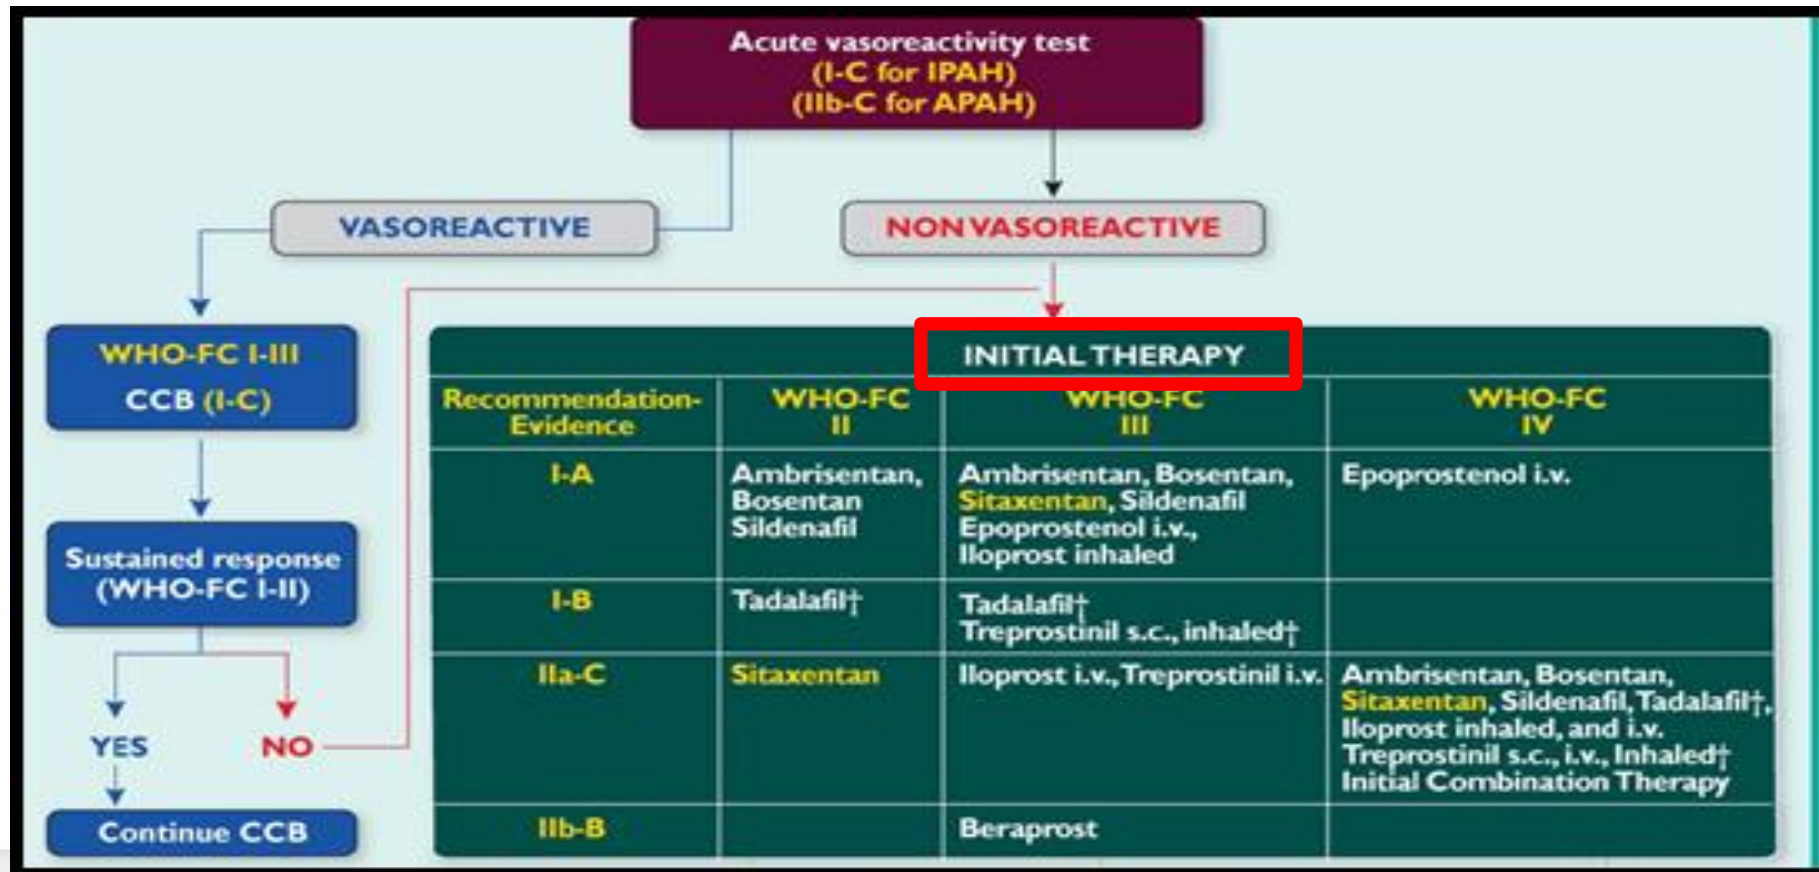 Acute vasoreactivity test
(I-C for IPAH)
(IIb-C for APAH)
VASOREACTIVE
NON VASOREACTIVE
WHO-FC I-III
CCB (I-C)
Sustained response
(WHO-FC I-II)
YES
NO
Continue CCB
INITIAL THERAPY
Recommendation-
Evidence
WHO-FC
II
WHO-FC
III
WHO-FC
IV
I-A
Ambrisentan,
Bosentan
Sildenafil
Ambrisentan, Bosentan,
Sitaxentan, Sildenafil
Epoprostenol i.v.,
Iloprost inhaled
Epoprostenol i.v.
I-B
Tadalafil†
Tadalafil†
Treprostinil s.c., inhaled†
IIa-C
Sitaxentan
Iloprost i.v., Treprostinil i.v.
Ambrisentan, Bosentan,
Sitaxentan, Sildenafil, Tadalafil†,
Iloprost inhaled, and i.v.
Treprostinil s.c., i.v., Inhaled†
Initial Combination Therapy
IIb-B
Beraprost